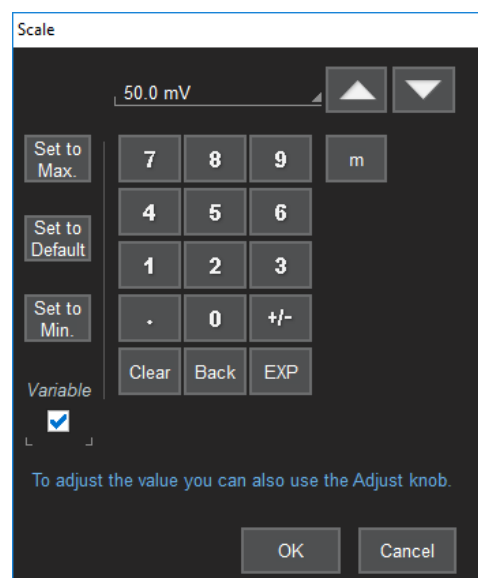 Scale
50.0 mV
Set to
Max.
7 8 9 m
Set to
Default
4 5 6
1 2 3
Set to
Min.
. 0 +/-
Clear Back EXP
Variable
To adjust the value you can also use the Adjust knob.
OK Cancel